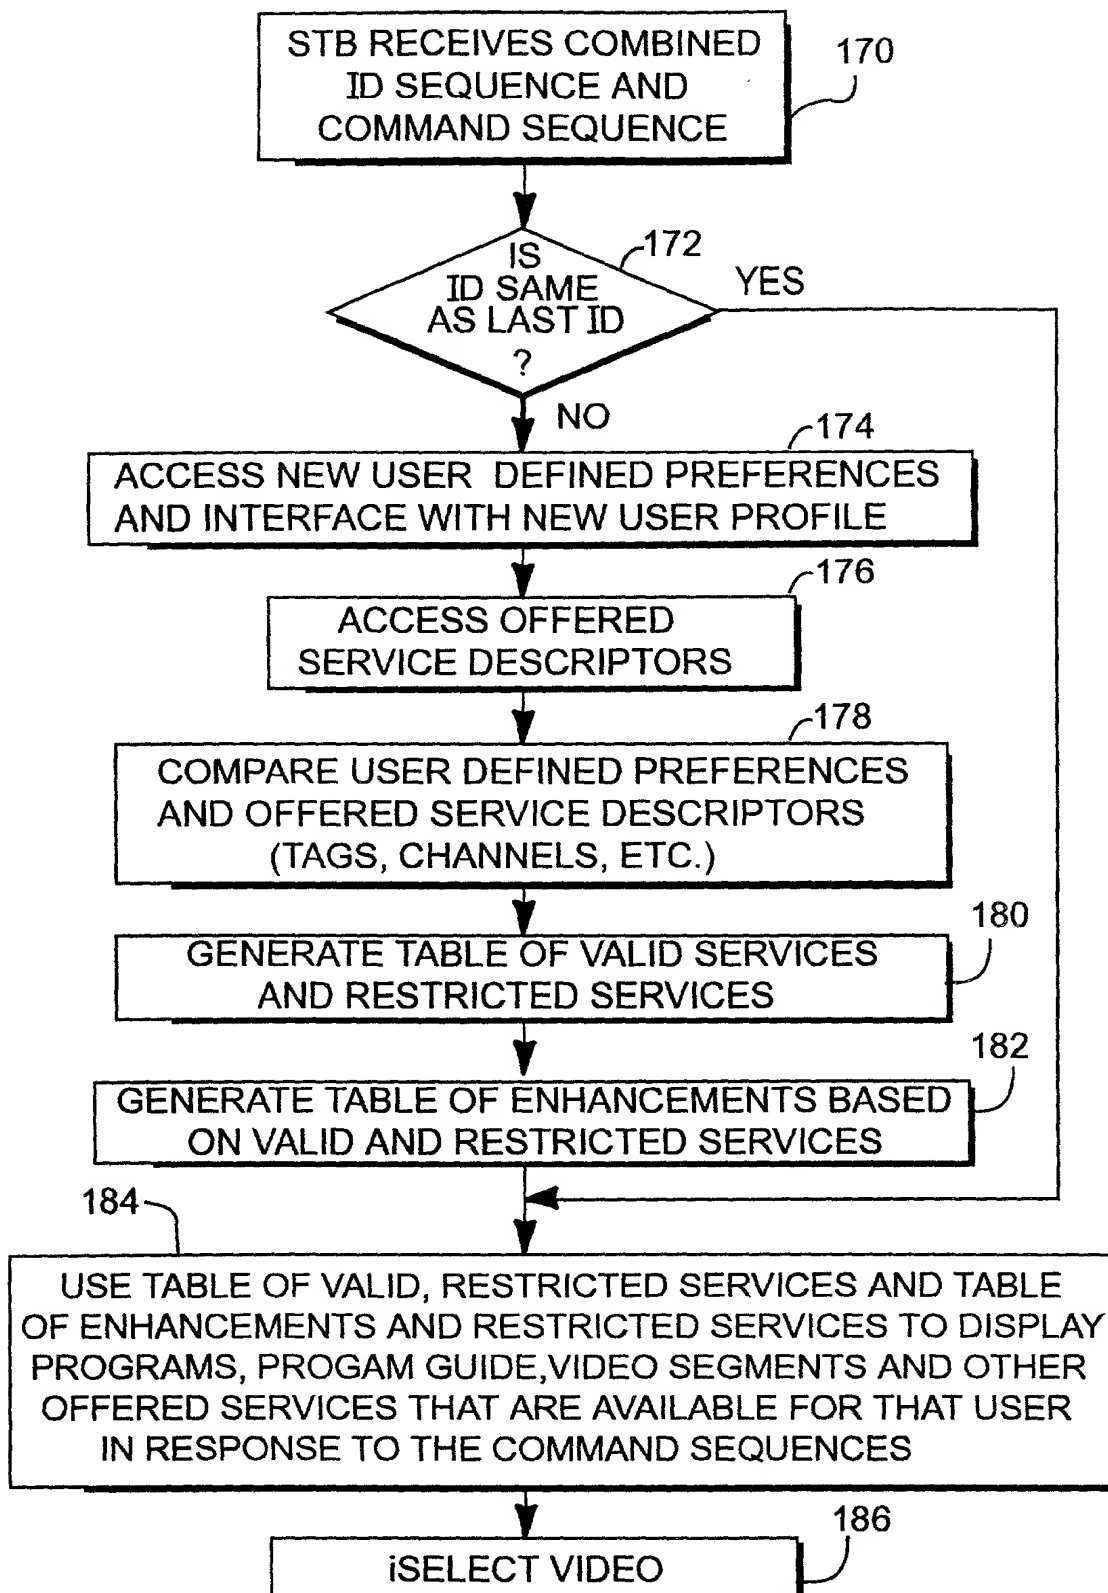 STB RECEIVES COMBINED
ID SEQUENCE AND
COMMAND SEQUENCE
170
IS
ID SAME
AS LAST ID
?
172
YES
NO
174
ACCESS NEW USER DEFINED PREFERENCES
AND INTERFACE WITH NEW USER PROFILE
176
ACCESS OFFERED
SERVICE DESCRIPTORS
178
COMPARE USER DEFINED PREFERENCES
AND OFFERED SERVICE DESCRIPTORS
(TAGS, CHANNELS, ETC.)
180
GENERATE TABLE OF VALID SERVICES
AND RESTRICTED SERVICES
182
GENERATE TABLE OF ENHANCEMENTS BASED
ON VALID AND RESTRICTED SERVICES
184
USE TABLE OF VALID, RESTRICTED SERVICES AND TABLE
OF ENHANCEMENTS AND RESTRICTED SERVICES TO DISPLAY
PROGRAMS, PROGAM GUIDE,VIDEO SEGMENTS AND OTHER
OFFERED SERVICES THAT ARE AVAILABLE FOR THAT USER
IN RESPONSE TO THE COMMAND SEQUENCES
186
iSELECT VIDEO